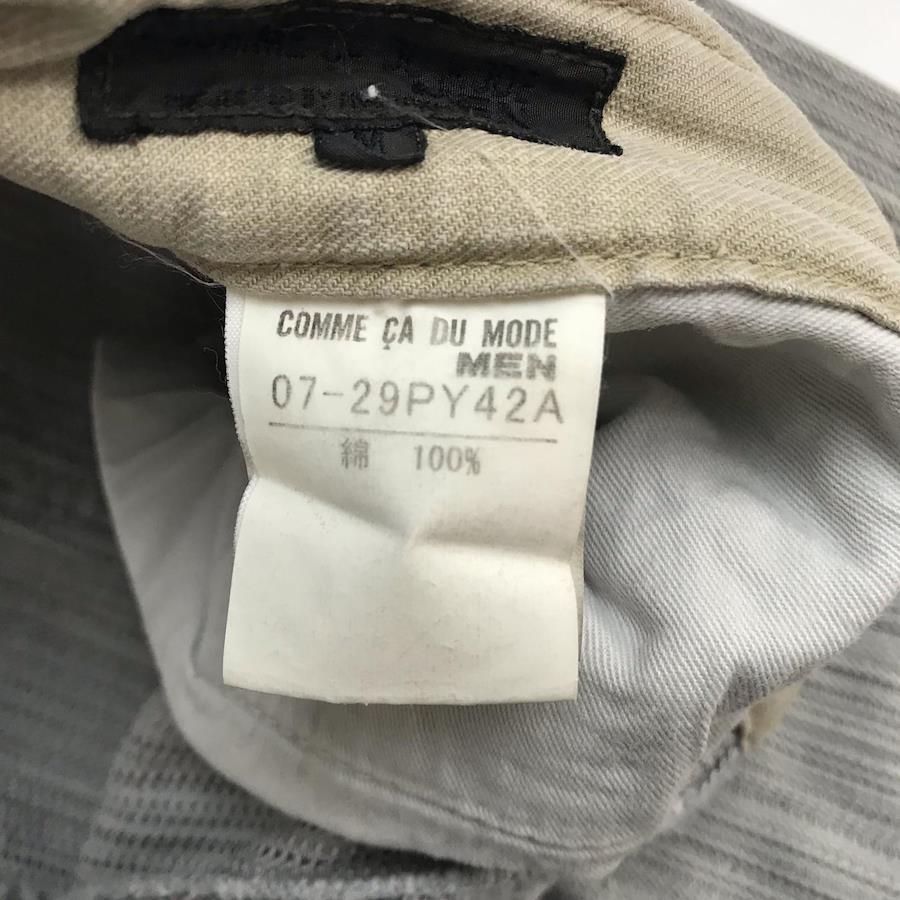 M
COMME ÇA DU MODE
MEN
07-29PY42A
綿 100%